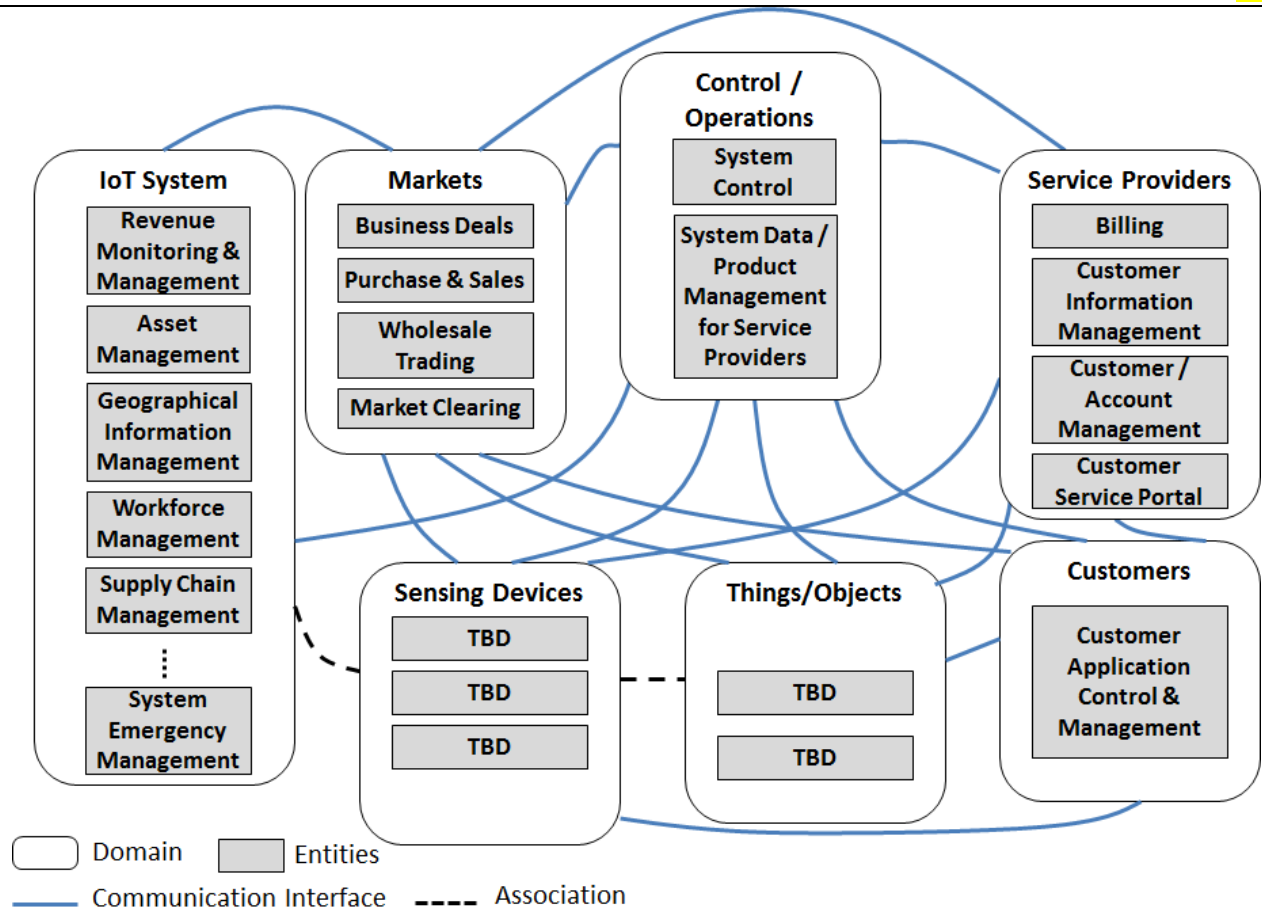 Control /
Operations
System
Control
System Data /
Product
Management
for Service
Providers
IoT System
Revenue
Monitoring &
Management
Asset
Management
Geographical
Information
Management
Workforce
Management
Supply Chain
Management
System
Emergency
Management
Markets
Business Deals
Purchase & Sales
Wholesale
Trading
Market Clearing
Service Providers
Billing
Customer
Information
Management
Customer /
Account
Management
Customer
Service Portal
Sensing Devices
TBD
TBD
TBD
Things/Objects
TBD
TBD
Customers
Customer
Application
Control &
Management
Domain
Entities
Communication Interface
Association